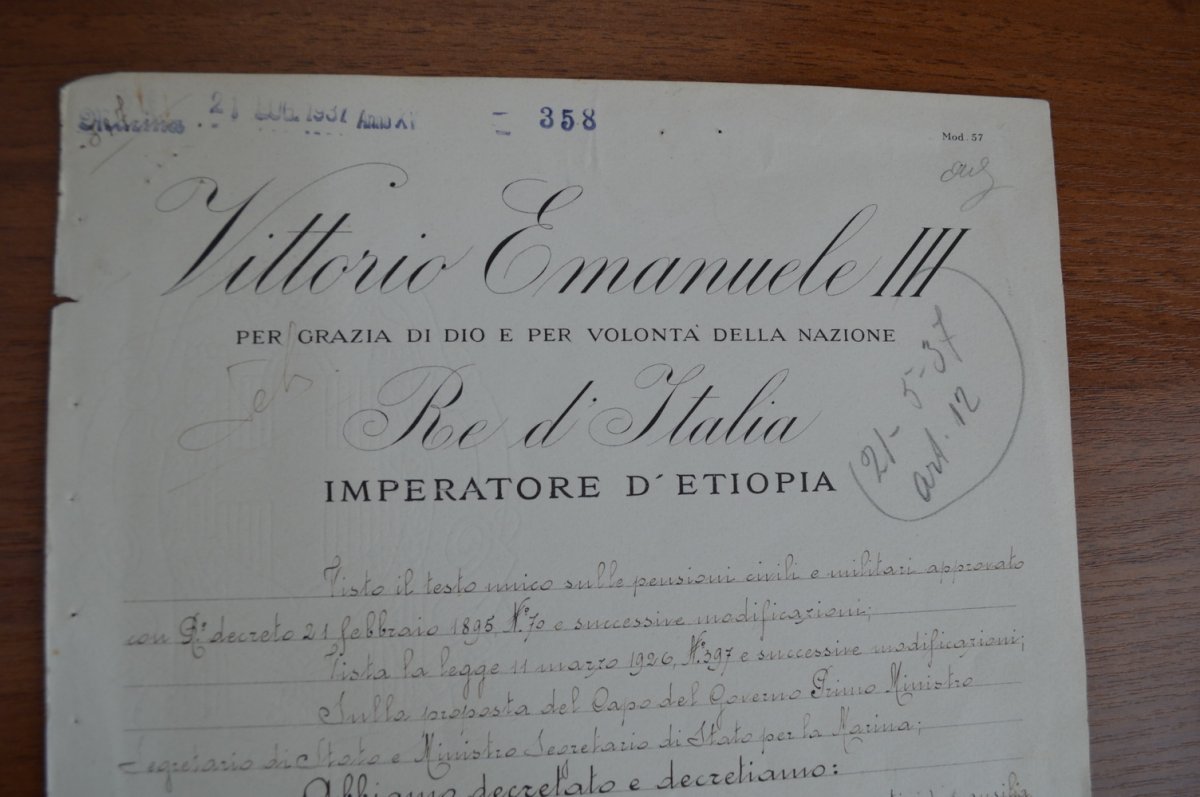 21 LUG. 1937 Anno XV = 358
Mod. 57
Vittorio Emanuele III
PER GRAZIA DI DIO E PER VOLONTA' DELLA NAZIONE
Re d'Italia
IMPERATORE D'ETIOPIA
21-5-37
art. 12
Visto il testo unico sulle pensioni civili e militari approvato
con R.º decreto 21 febbraio 1895, N.º 70 e successive modificazioni;
Vista la legge 11 marzo 1926, N.º 397 e successive modificazioni;
Sulla proposta del Capo del Governo Primo Ministro
Segretario di Stato e Ministro Segretario di Stato per la Marina;
Abbiamo decretato e decretiamo: